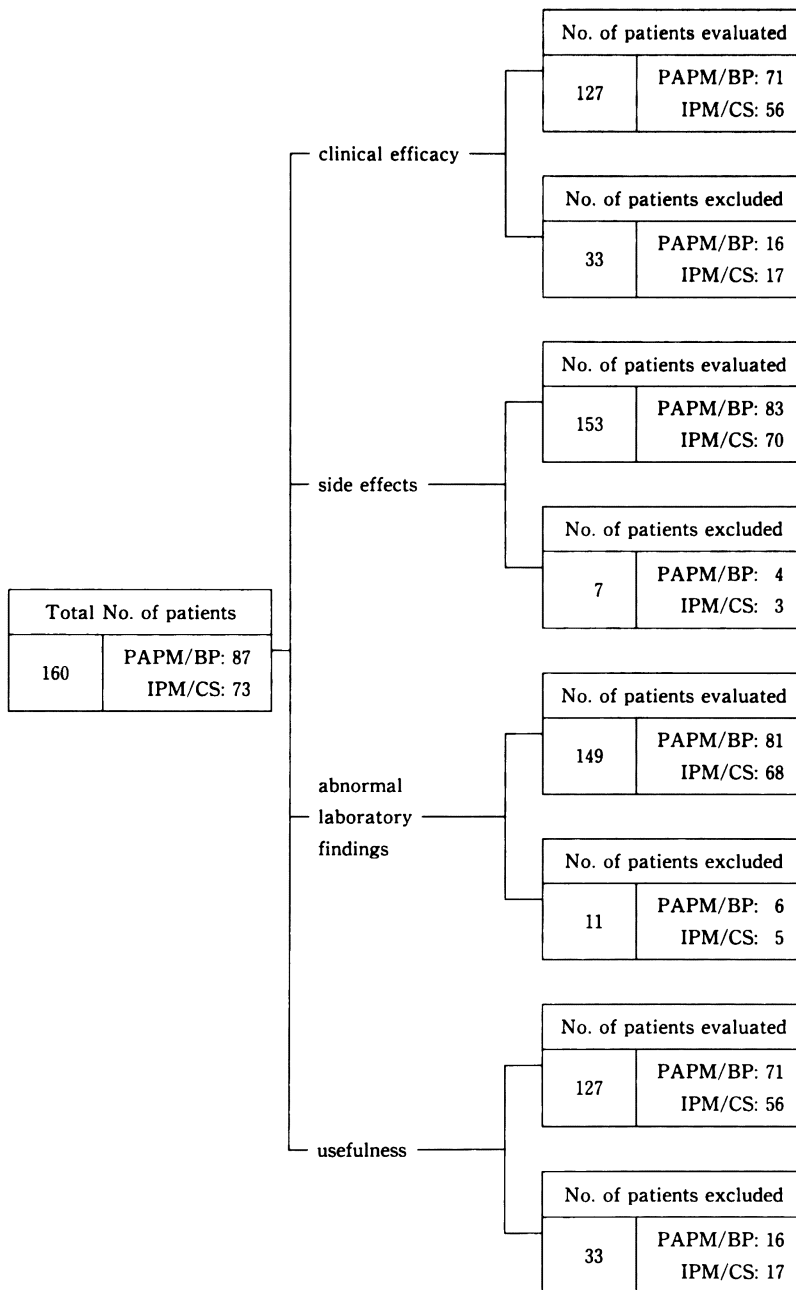 Total No. of patients
160
PAPM/BP: 87
IPM/CS: 73
clinical efficacy
No. of patients evaluated
127
PAPM/BP: 71
IPM/CS: 56
No. of patients excluded
33
PAPM/BP: 16
IPM/CS: 17
side effects
No. of patients evaluated
153
PAPM/BP: 83
IPM/CS: 70
No. of patients excluded
7
PAPM/BP: 4
IPM/CS: 3
abnormal
laboratory
findings
No. of patients evaluated
149
PAPM/BP: 81
IPM/CS: 68
No. of patients excluded
11
PAPM/BP: 6
IPM/CS: 5
usefulness
No. of patients evaluated
127
PAPM/BP: 71
IPM/CS: 56
No. of patients excluded
33
PAPM/BP: 16
IPM/CS: 17